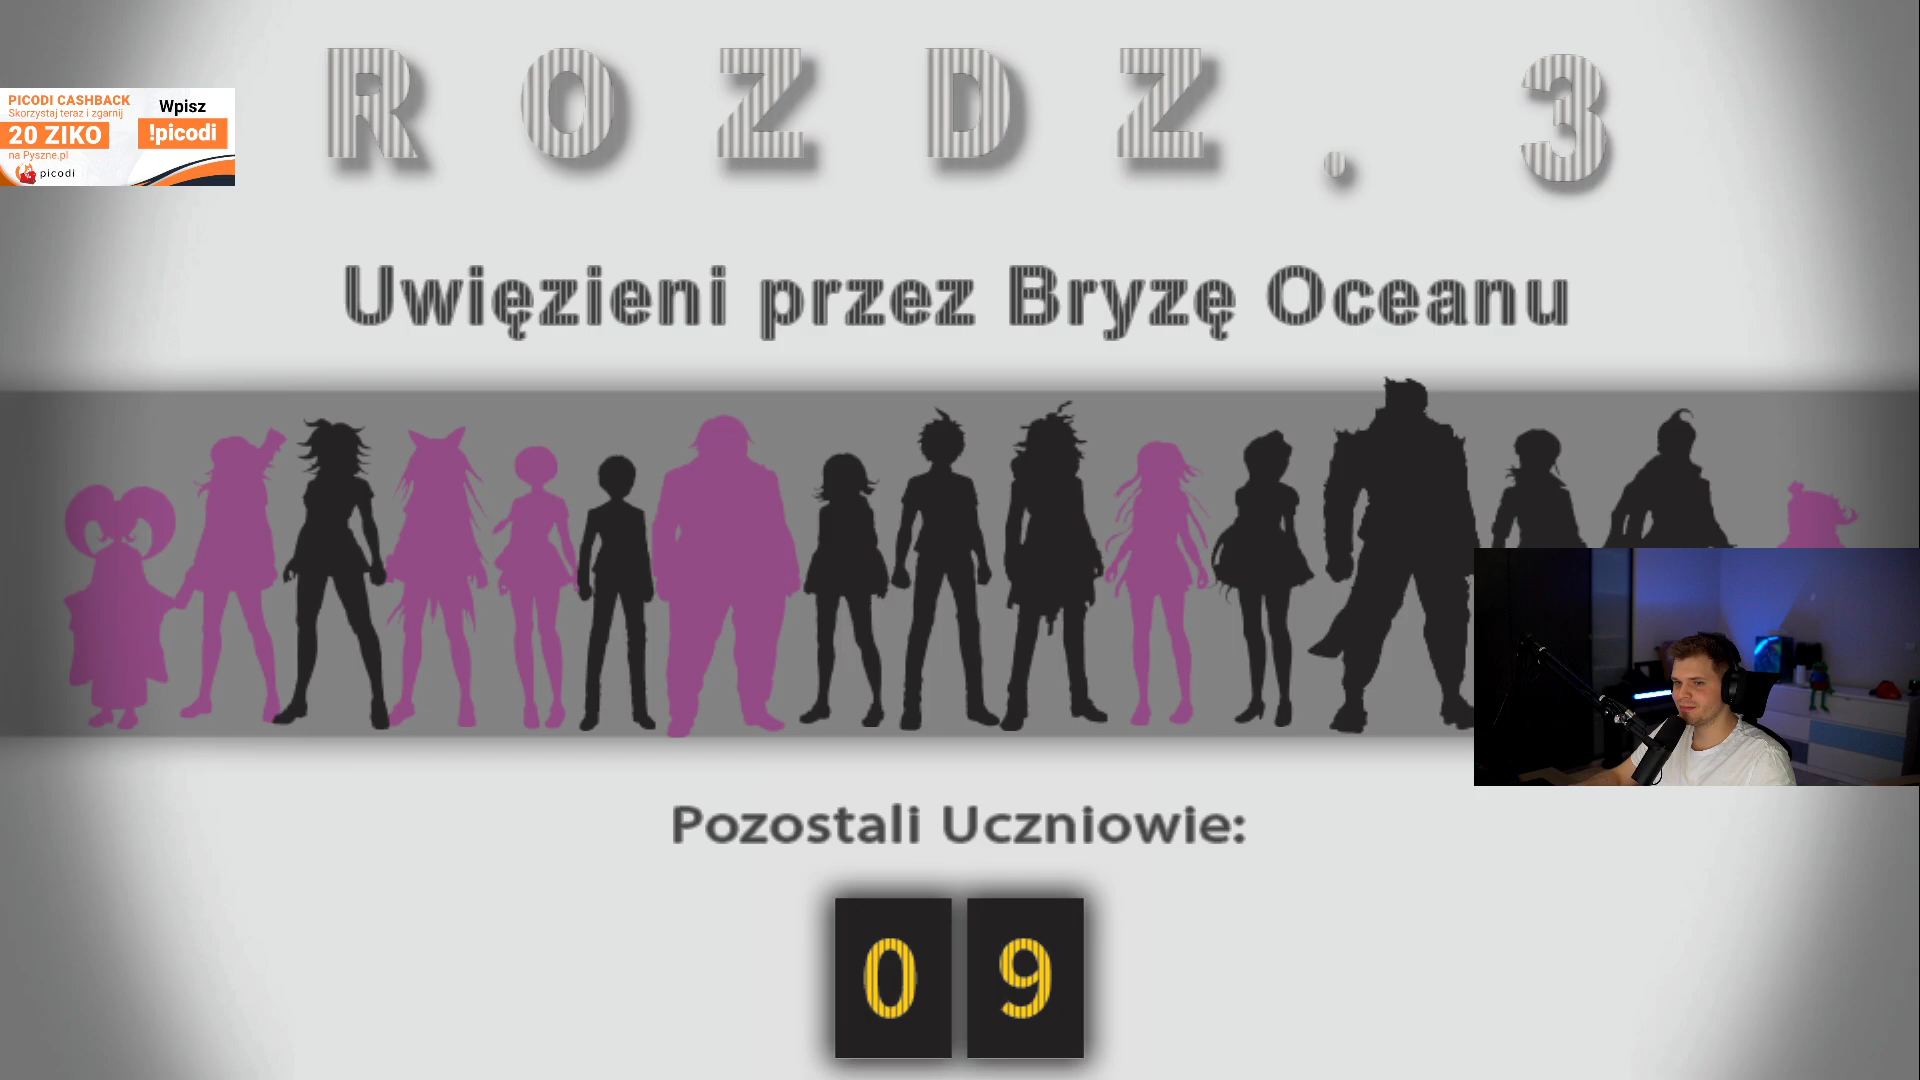 R O Z D Z . 3
PICODI CASHBACK
Skorzystaj teraz i zgarnij
20 ZIKO
na Pyszne.pl
picodi
Wpisz
!picodi
Uwięzieni przez Bryzę Oceanu
Pozostali Uczniowie:
09